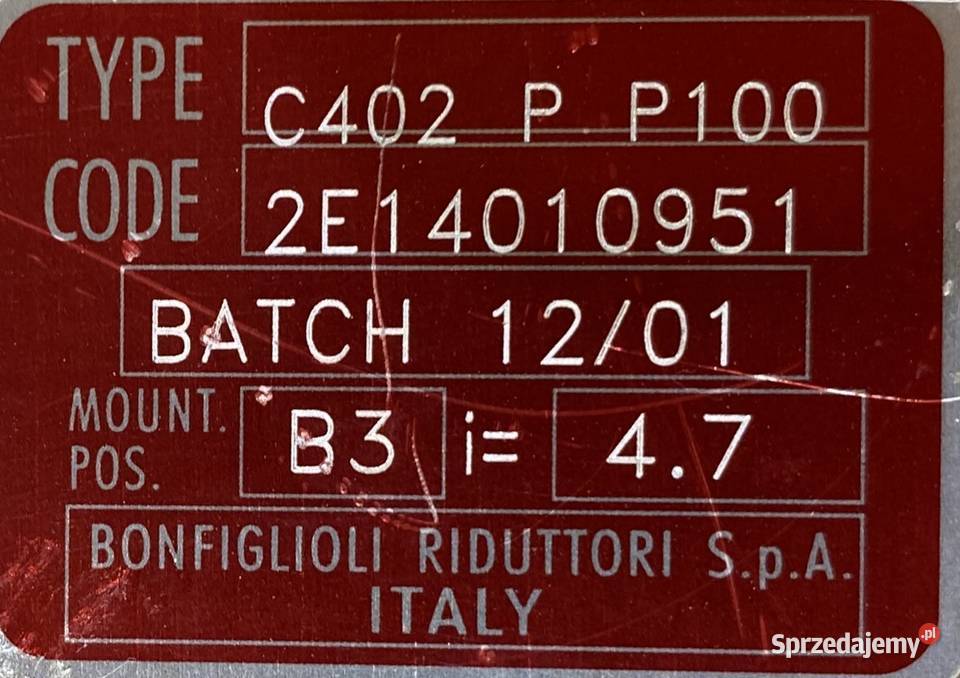 TYPE C402 P P100
CODE 2E14010951
BATCH 12/01
MOUNT. POS. B3 i= 4.7
BONFIGLIOLI RIDUTTORI S.p.A.
ITALY
Sprzedajemy.pl